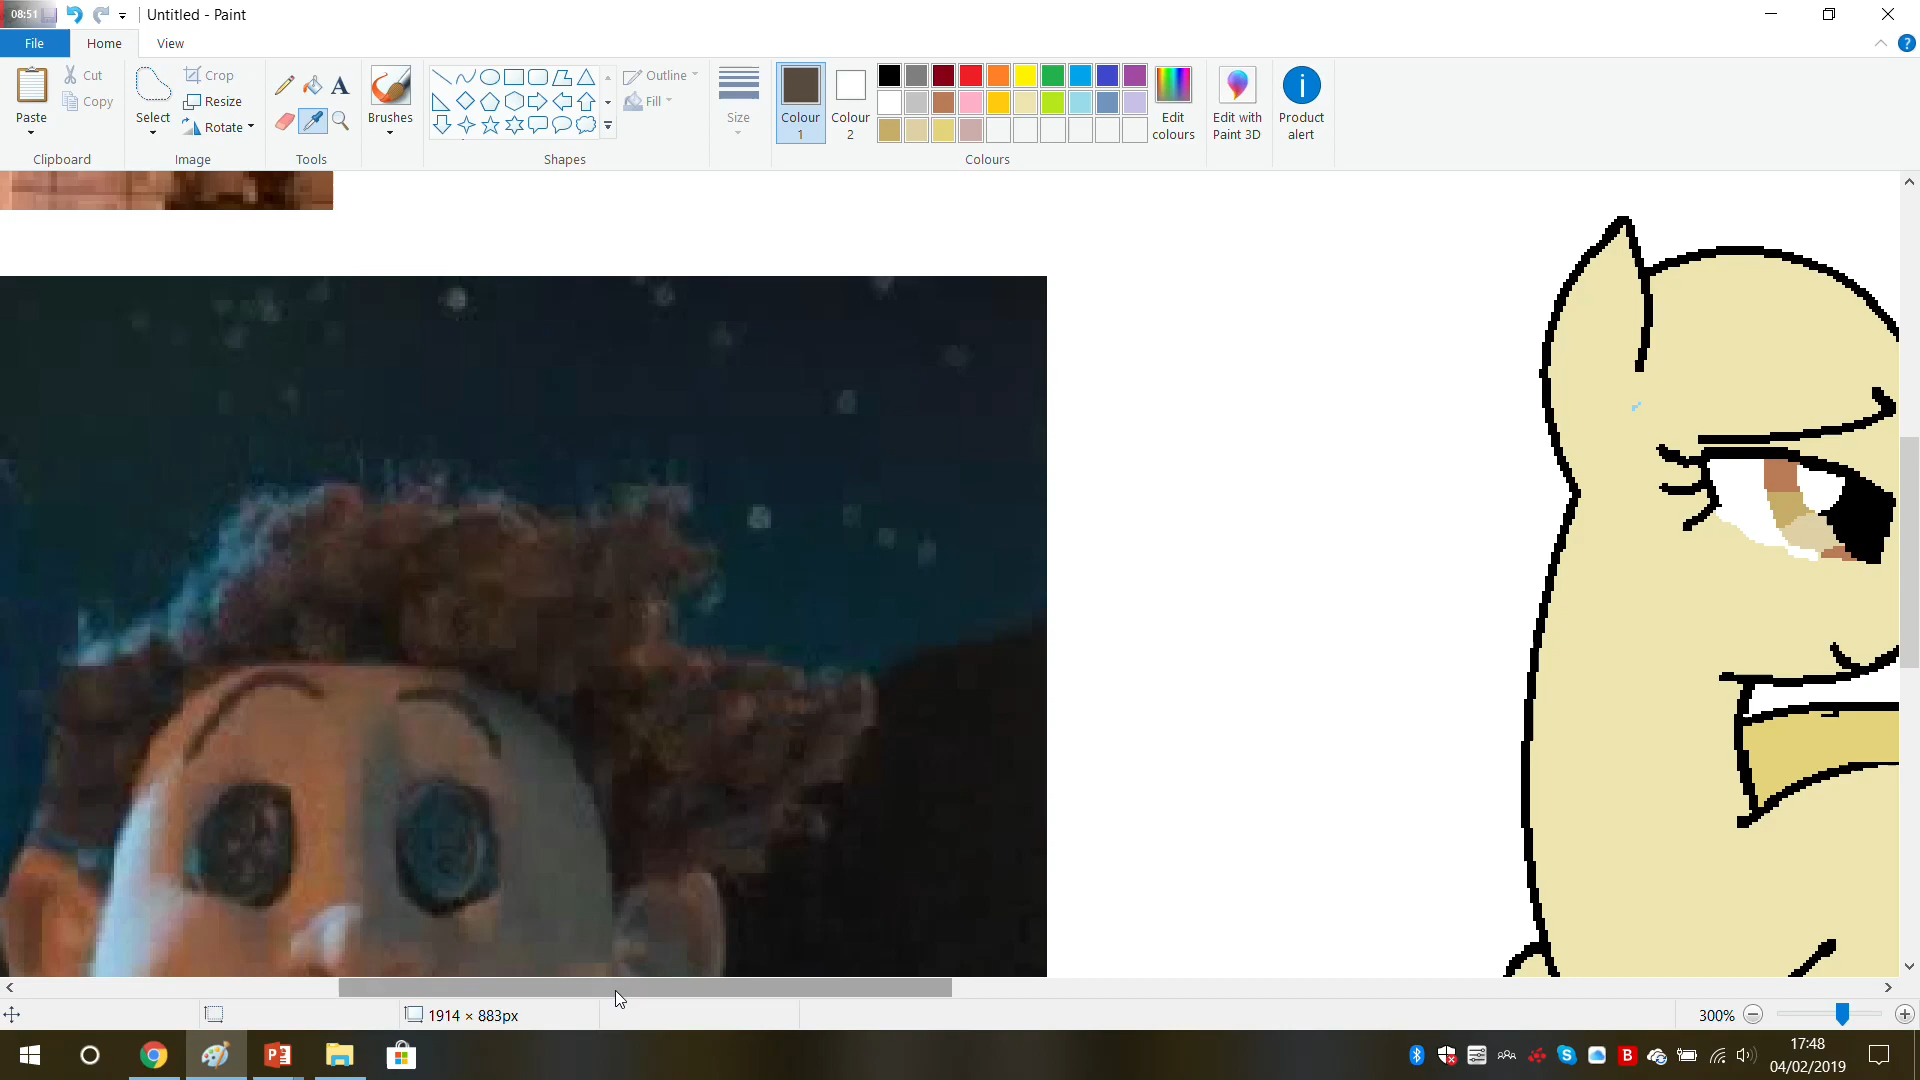 08:51
Untitled - Paint
File
Home
View
Paste
Cut
Copy
Clipboard
Select
Crop
Resize
Rotate
Image
A
Tools
Brushes
Shapes
Outline
Fill
Size
Colour
1
Colour
2
Colours
Edit
colours
Edit with
Paint 3D
Product
alert
1914 × 883px
300%
17:48
04/02/2019